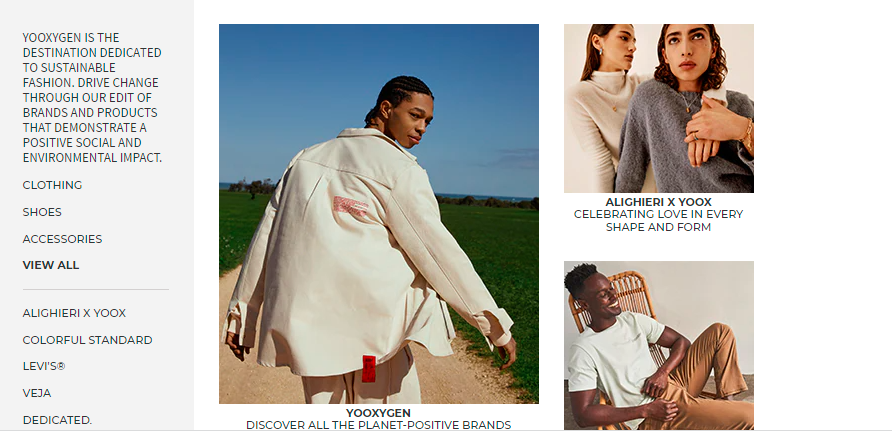 YOOXYGEN IS THE
DESTINATION DEDICATED
TO SUSTAINABLE
FASHION. DRIVE CHANGE
THROUGH OUR EDIT OF
BRANDS AND PRODUCTS
THAT DEMONSTRATE A
POSITIVE SOCIAL AND
ENVIRONMENTAL IMPACT.
CLOTHING
SHOES
ACCESSORIES
VIEW ALL
ALIGHIERI X YOOX
COLORFUL STANDARD
LEVI'S®
VEJA
DEDICATED.
YOOXYGEN
DISCOVER ALL THE PLANET-POSITIVE BRANDS
ALIGHIERI X YOOX
CELEBRATING LOVE IN EVERY
SHAPE AND FORM